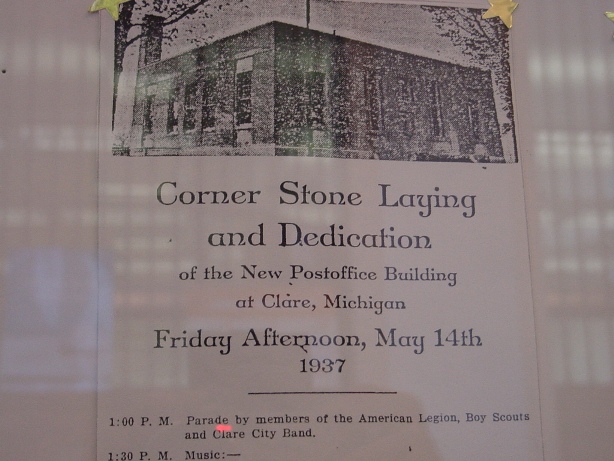 Corner Stone Laying
and Dedication
of the New Postoffice Building
at Clare, Michigan
Friday Afternoon, May 14th
1937
1:00 P. M. Parade by members of the American Legion, Boy Scouts
and Clare City Band.
1:30 P. M. Music:—